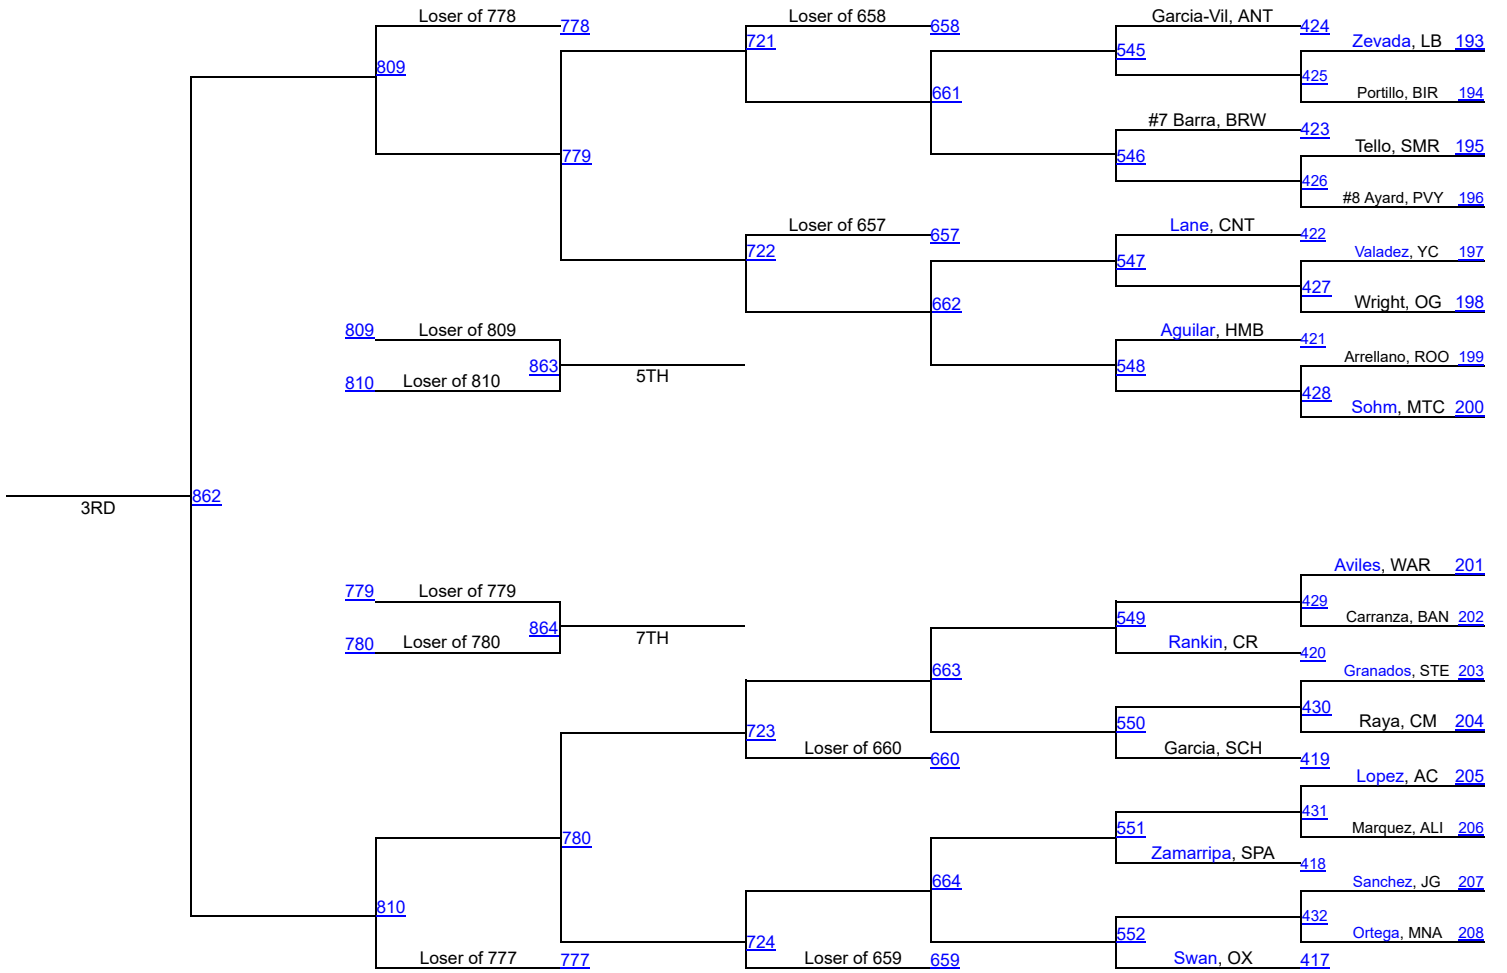 Loser of 778 778
Loser of 658 658
Garcia-Vil, ANT 424
Zevada, LB 193
721
545
809
425
Portillo, BIR 194
661
#7 Barra, BRW 423
Tello, SMR 195
779
546
426
#8 Ayard, PVY 196
Loser of 657 657
Lane, CNT 422
722
547
Valadez, YC 197
427
662
Wright, OG 198
809 Loser of 809
Aguilar, HMB 421
863
5TH
548
Arrellano, ROO 199
810 Loser of 810
428
Sohm, MTC 200
862
3RD
Aviles, WAR 201
779 Loser of 779
429
864
7TH
549
Carranza, BAN 202
780 Loser of 780
Rankin, CR 420
663
Granados, STE 203
430
723
550
Raya, CM 204
Loser of 660 660
Garcia, SCH 419
Lopez, AC 205
431
780
551
Marquez, ALI 206
Zamarripa, SPA 418
664
Sanchez, JG 207
810
432
724
552
Ortega, MNA 208
Loser of 777 777
Loser of 659 659
Swan, OX 417